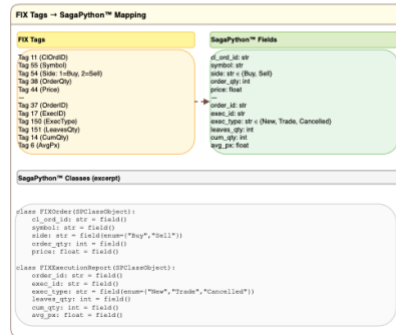 FIX Tags → SagaPython™ Mapping
FIX Tags
Tag 11 (ClOrdID)
Tag 55 (Symbol)
Tag 54 (Side: 1=Buy, 2=Sell)
Tag 38 (OrderQty)
Tag 44 (Price)
...
Tag 37 (OrderID)
Tag 17 (ExecID)
Tag 150 (ExecType)
Tag 151 (LeavesQty)
Tag 14 (CumQty)
Tag 6 (AvgPx)
SagaPython™ Fields
cl_ord_id: str
symbol: str
side: str < {Buy, Sell}
order_qty: int
price: float
...
order_id: str
exec_id: str
exec_type: str < {New, Trade, Cancelled}
leaves_qty: int
cum_qty: int
avg_px: float
SagaPython™ Classes (excerpt)
class FIXOrder(SPClassObject):
cl_ord_id: str = field()
symbol: str = field()
side: str = field(enum={"Buy","Sell"})
order_qty: int = field()
price: float = field()
class FIXExecutionReport(SPClassObject):
order_id: str = field()
exec_id: str = field()
exec_type: str = field(enum={"New","Trade","Cancelled"})
leaves_qty: int = field()
cum_qty: int = field()
avg_px: float = field()